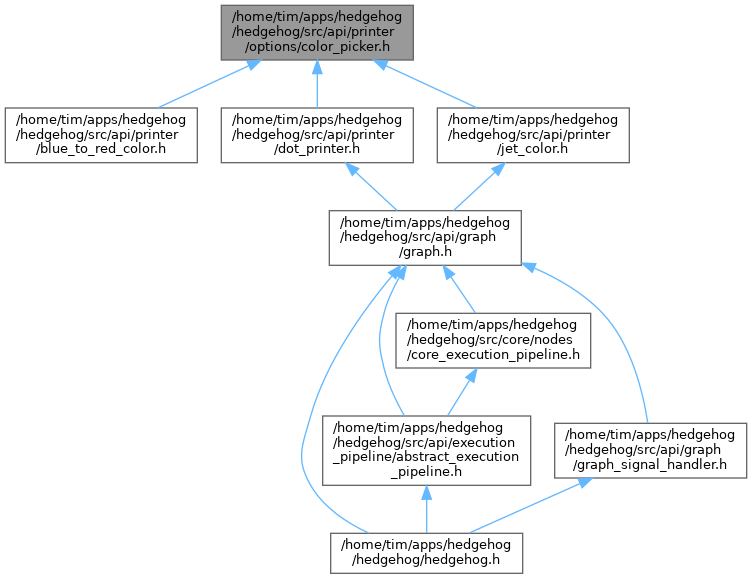 /home/tim/apps/hedgehog
/hedgehog/src/api/printer
/options/color_picker.h
/home/tim/apps/hedgehog
/hedgehog/src/api/printer
/blue_to_red_color.h
/home/tim/apps/hedgehog
/hedgehog/src/api/printer
/dot_printer.h
/home/tim/apps/hedgehog
/hedgehog/src/api/printer
/jet_color.h
/home/tim/apps/hedgehog
/hedgehog/src/api/graph
/graph.h
/home/tim/apps/hedgehog
/hedgehog/src/core/nodes
/core_execution_pipeline.h
/home/tim/apps/hedgehog
/hedgehog/src/api/execution
_pipeline/abstract_execution
_pipeline.h
/home/tim/apps/hedgehog
/hedgehog/src/api/graph
/graph_signal_handler.h
/home/tim/apps/hedgehog
/hedgehog/hedgehog.h